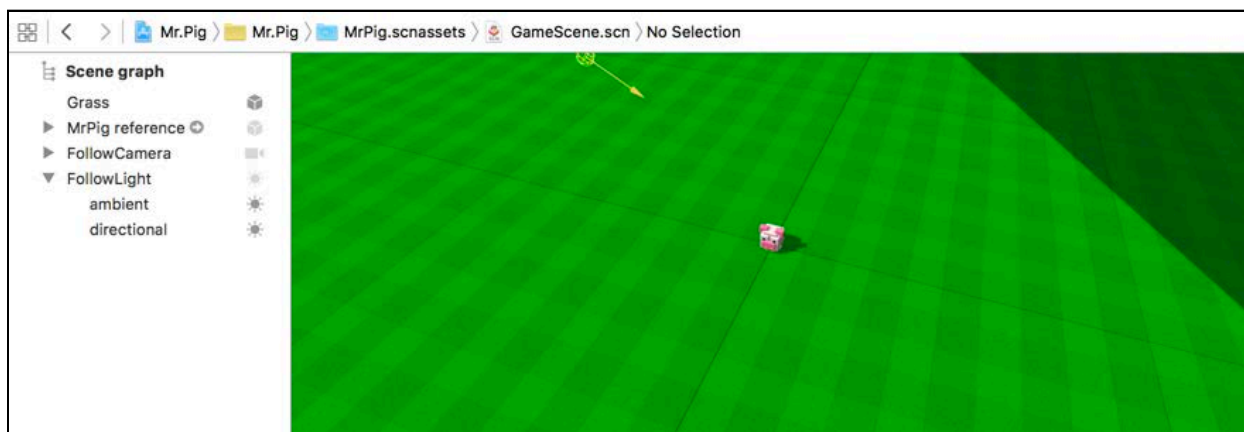 Mr.Pig Mr.Pig MrPig.scnassets GameScene.scn No Selection
Scene graph
Grass
MrPig reference
FollowCamera
FollowLight
ambient
directional